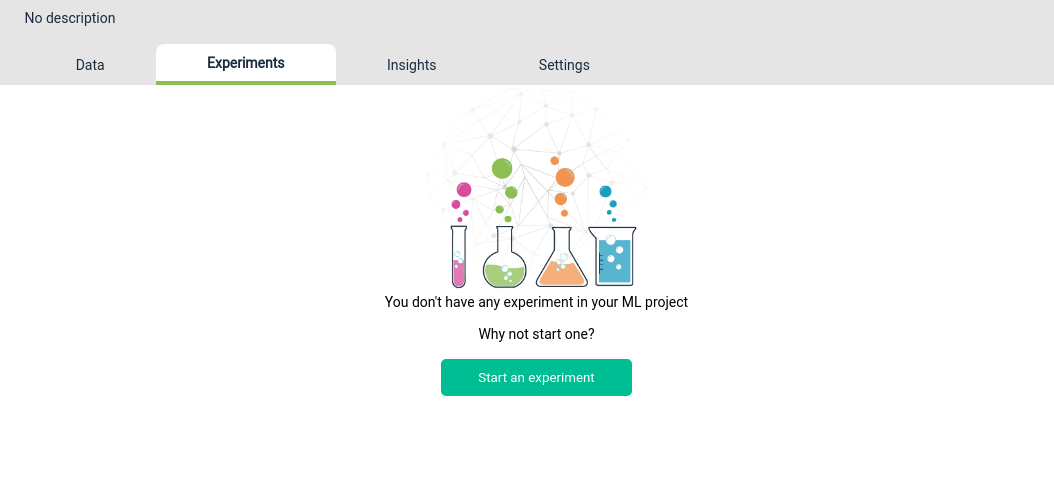 No description
Data Experiments Insights Settings
You don't have any experiment in your ML project
Why not start one?
Start an experiment